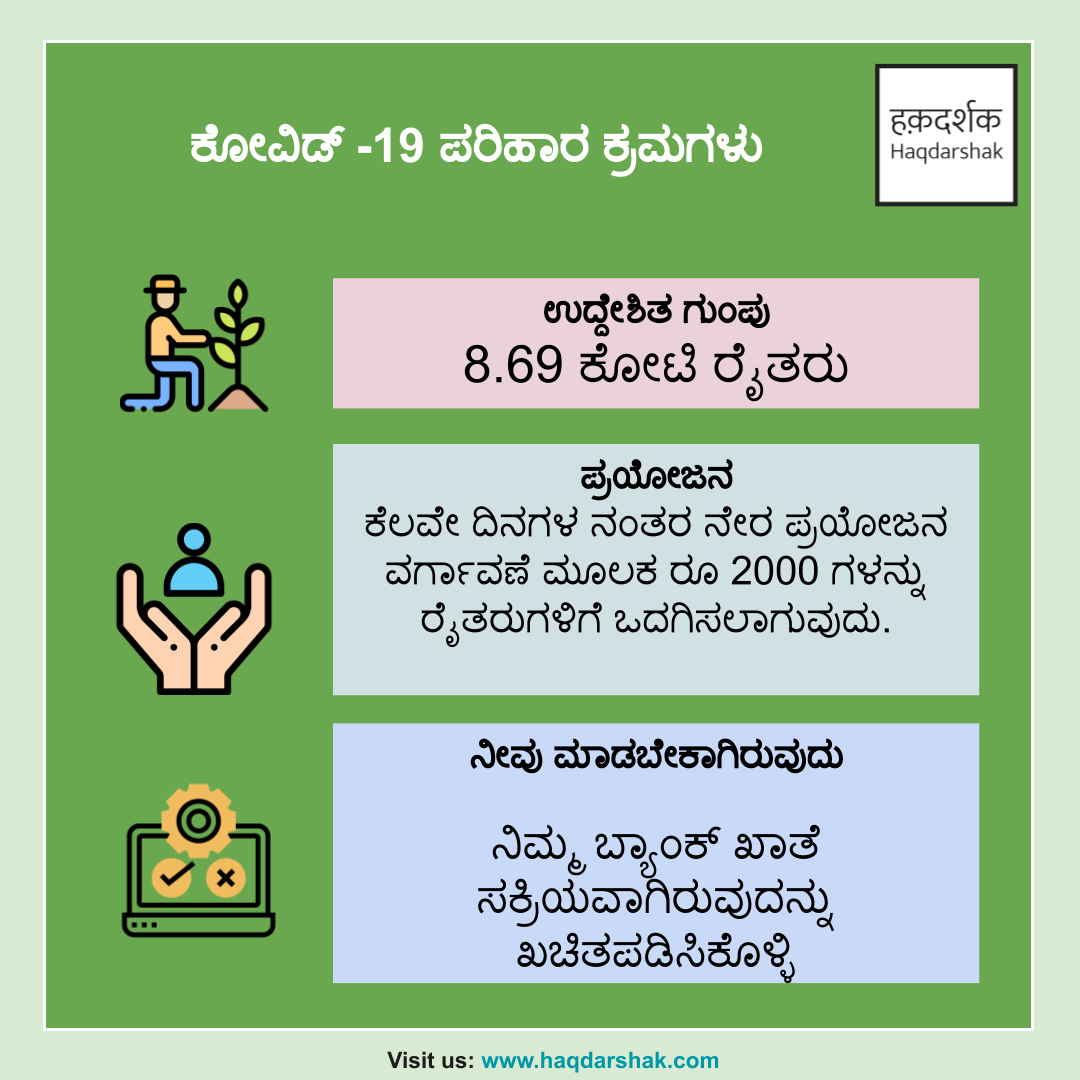 हक़दर्शक
Haqdarshak
ಕೋವಿಡ್ -19 ಪರಿಹಾರ ಕ್ರಮಗಳು
ಉದ್ದೇಶಿತ ಗುಂಪು
8.69 ಕೋಟಿ ರೈತರು
ಪ್ರಯೋಜನ
ಕೆಲವೇ ದಿನಗಳ ನಂತರ ನೇರ ಪ್ರಯೋಜನ
ವರ್ಗಾವಣೆ ಮೂಲಕ ರೂ 2000 ಗಳನ್ನು
ರೈತರುಗಳಿಗೆ ಒದಗಿಸಲಾಗುವುದು.
ನೀವು ಮಾಡಬೇಕಾಗಿರುವುದು
ನಿಮ್ಮ ಬ್ಯಾಂಕ್ ಖಾತೆ
ಸಕ್ರಿಯವಾಗಿರುವುದನ್ನು
ಖಚಿತಪಡಿಸಿಕೊಳ್ಳಿ
Visit us: www.haqdarshak.com